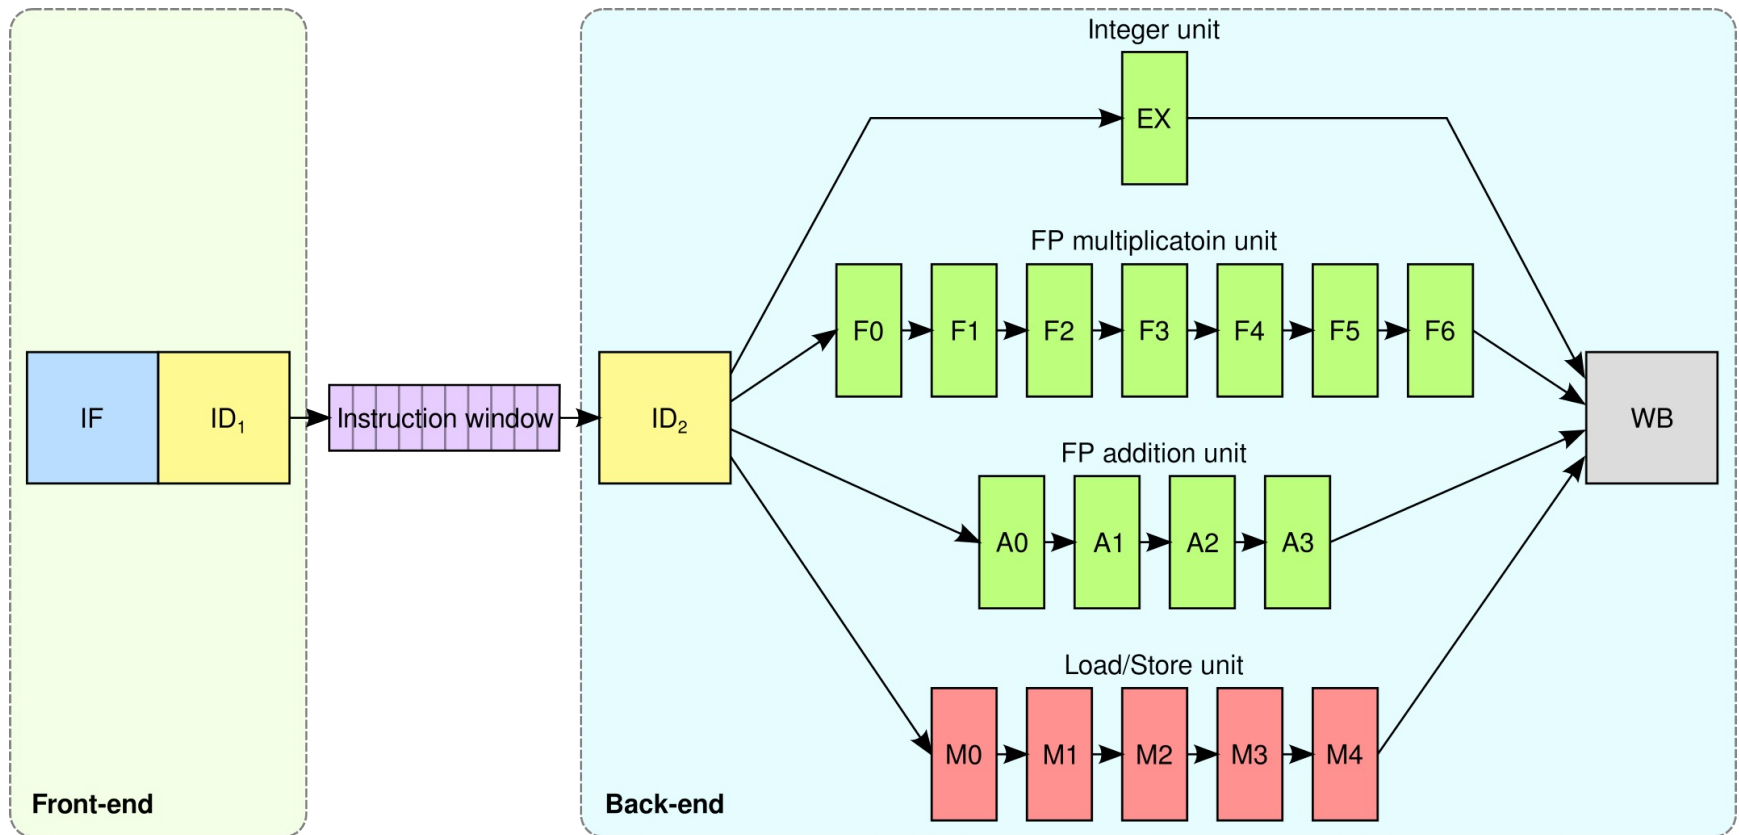 Integer unit
EX
FP multiplicatoin unit
F0 F1 F2 F3 F4 F5 F6
IF ID₁ Instruction window ID₂ WB
FP addition unit
A0 A1 A2 A3
Load/Store unit
M0 M1 M2 M3 M4
Front-end Back-end